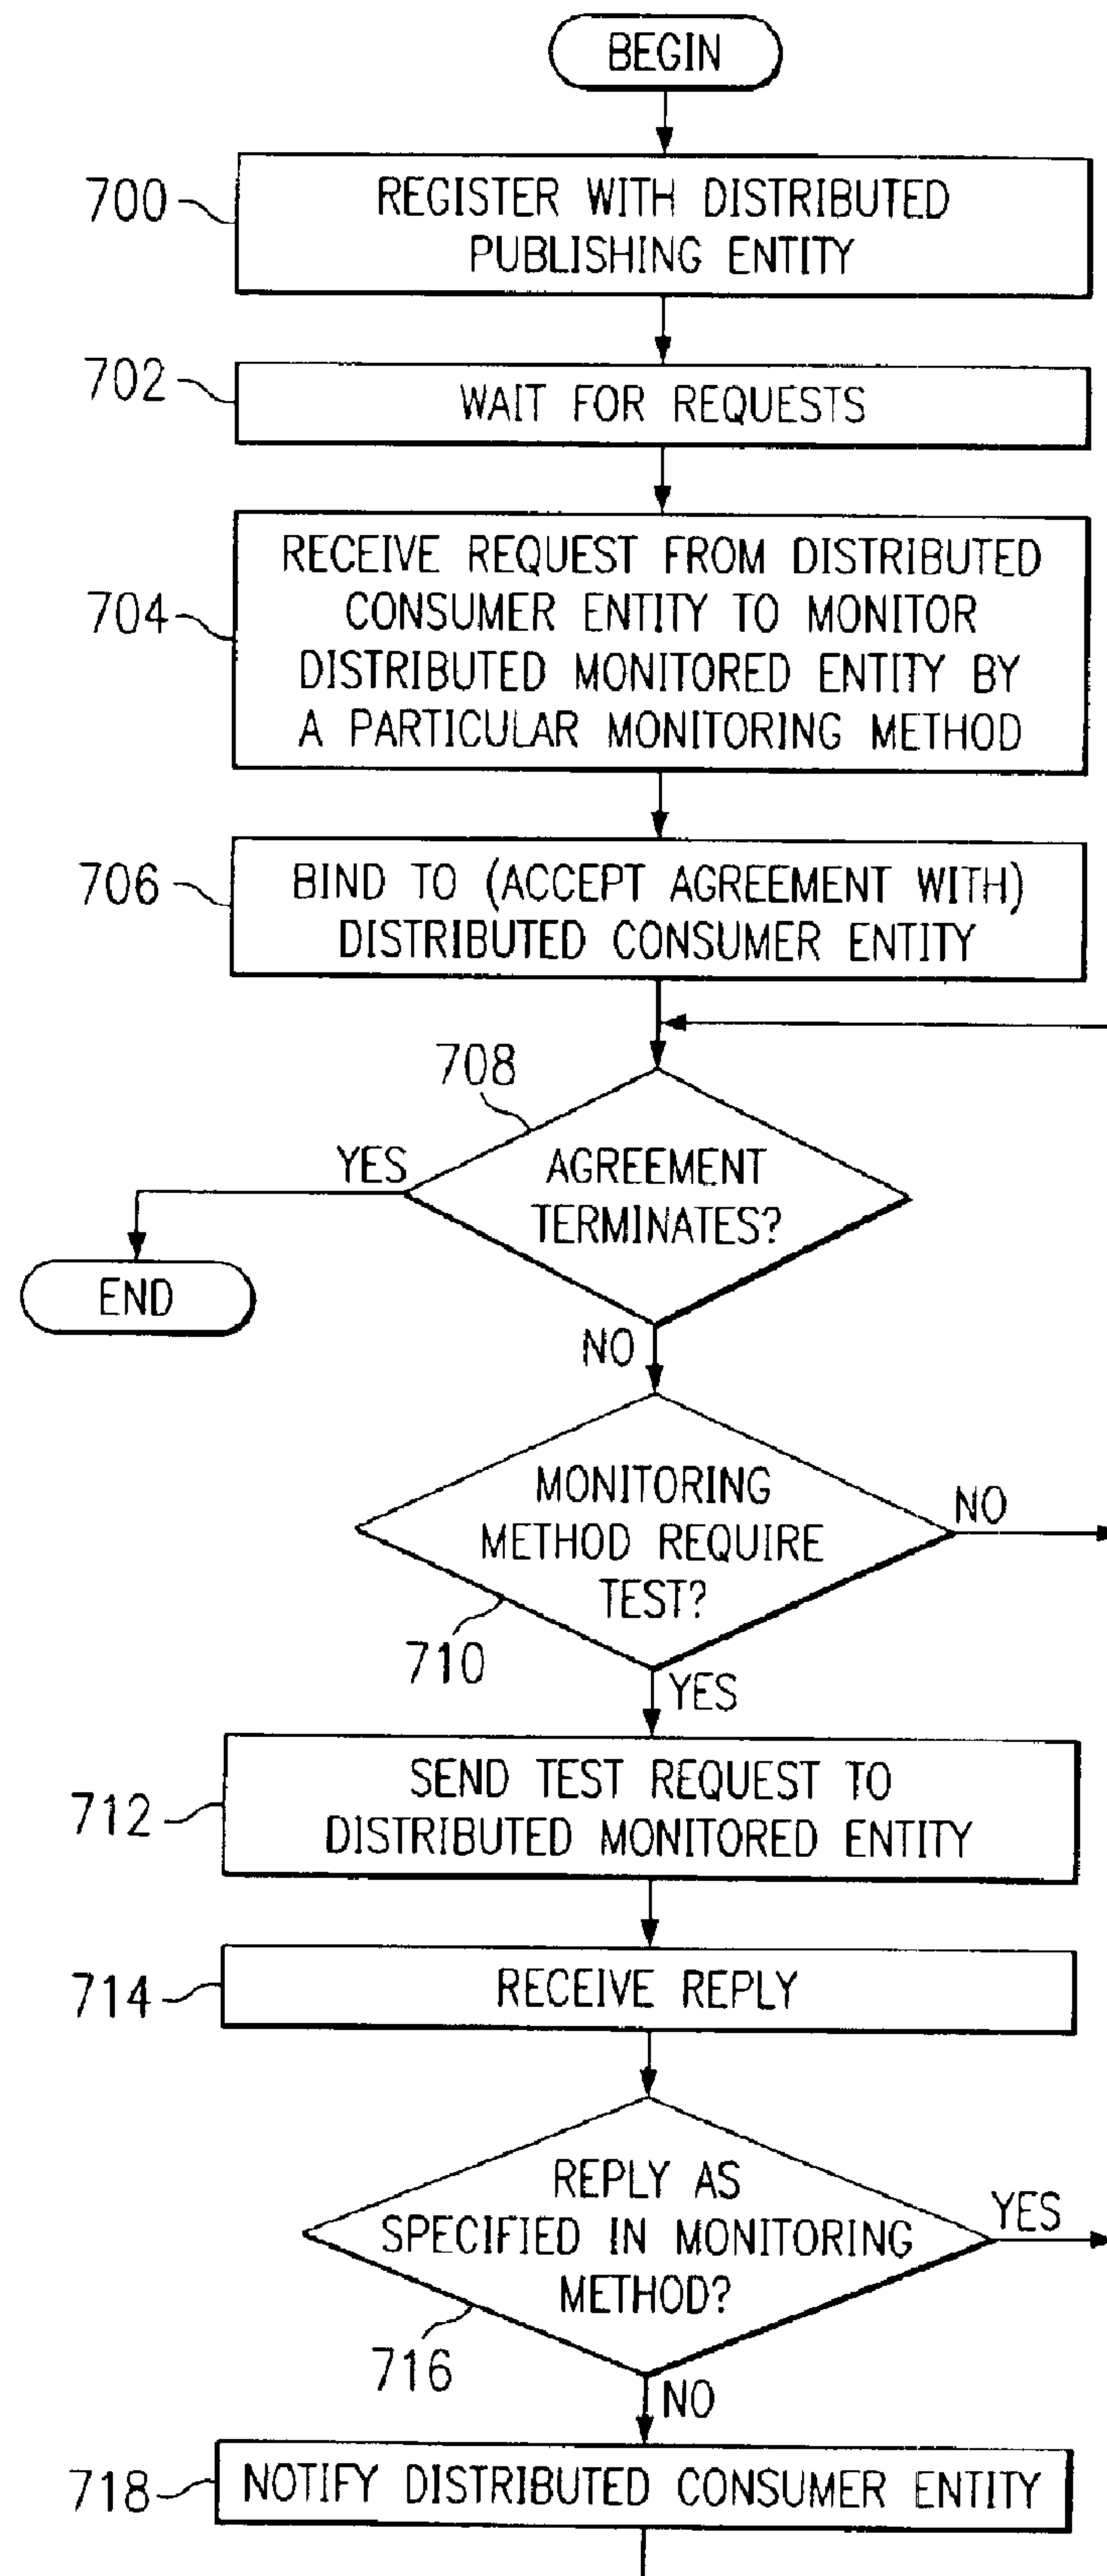 BEGIN
700
REGISTER WITH DISTRIBUTED
PUBLISHING ENTITY
702
WAIT FOR REQUESTS
704
RECEIVE REQUEST FROM DISTRIBUTED
CONSUMER ENTITY TO MONITOR
DISTRIBUTED MONITORED ENTITY BY
A PARTICULAR MONITORING METHOD
706
BIND TO (ACCEPT AGREEMENT WITH)
DISTRIBUTED CONSUMER ENTITY
708
YES
AGREEMENT
TERMINATES?
END
NO
MONITORING
METHOD REQUIRE
TEST?
NO
710
YES
712
SEND TEST REQUEST TO
DISTRIBUTED MONITORED ENTITY
714
RECEIVE REPLY
REPLY AS
SPECIFIED IN MONITORING
METHOD?
YES
716
NO
718
NOTIFY DISTRIBUTED CONSUMER ENTITY